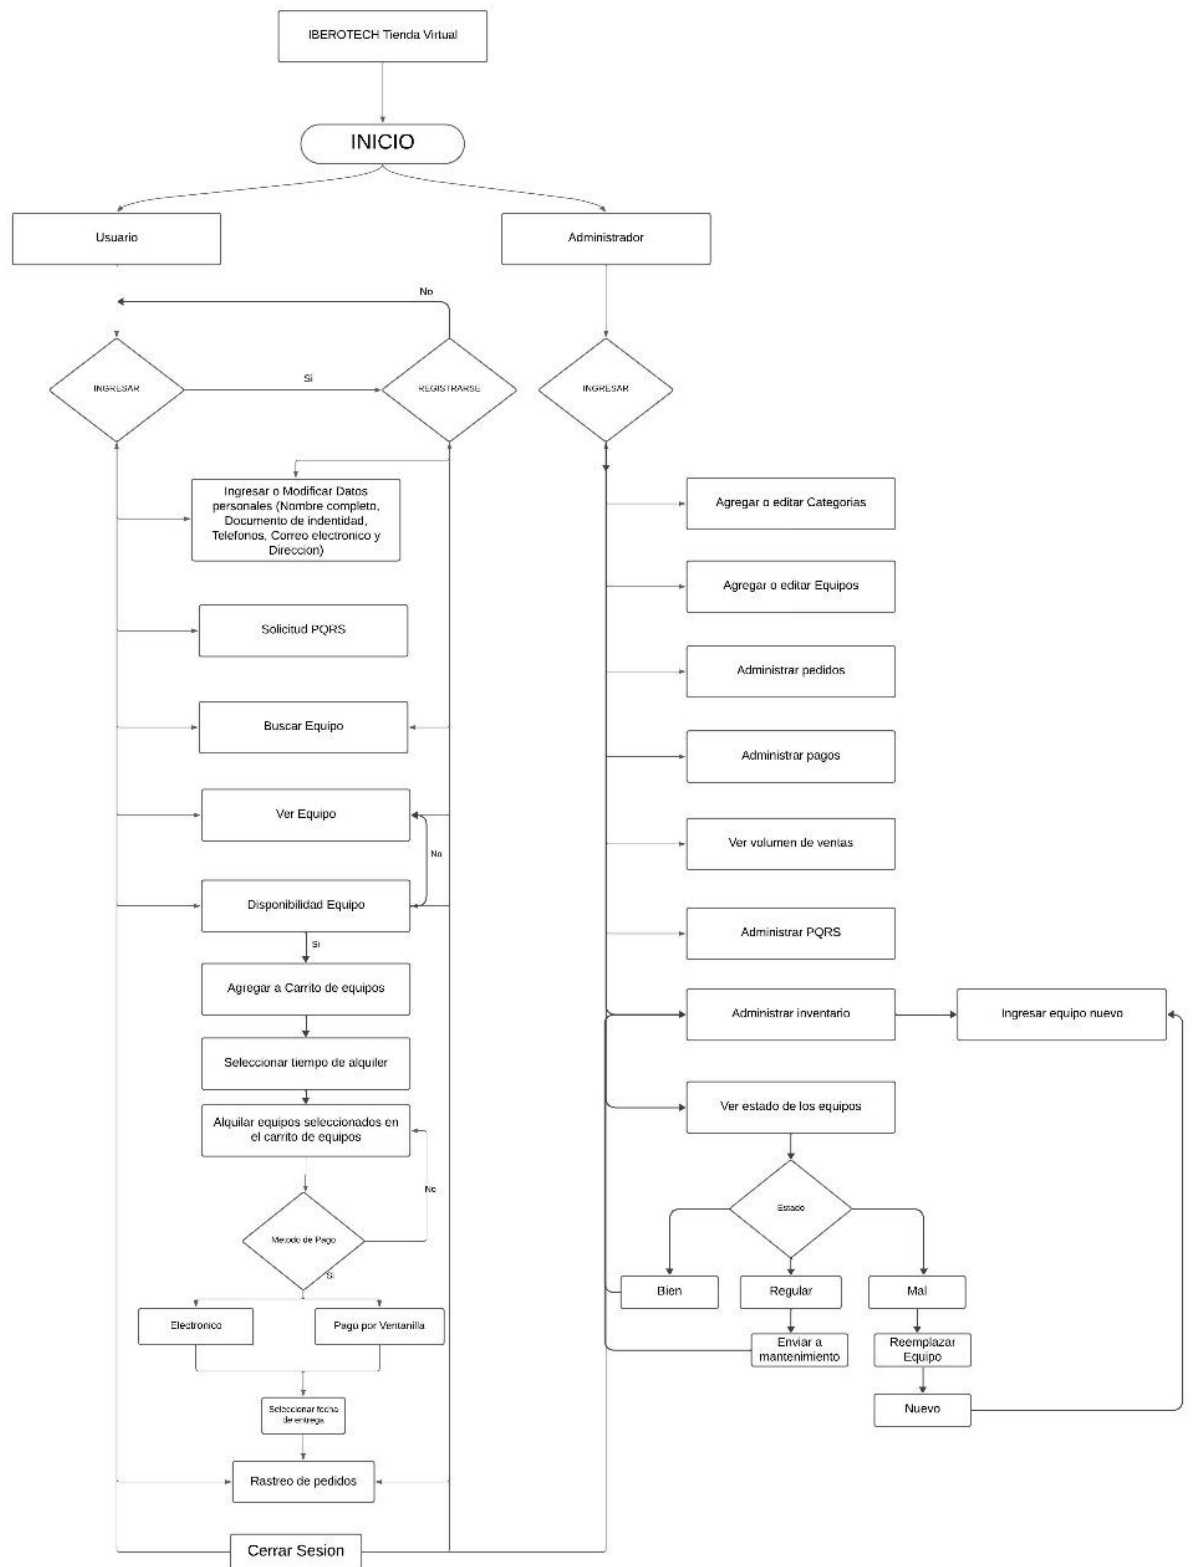 IBEROTECH Tienda Virtual
INICIO
Usuario
Administrador
No
INGRESAR
Si
REGISTRARSE
INGRESAR
Ingresar o Modificar Datos
personales (Nombre completo,
Documento de indentidad,
Telefonos, Correo electronico y
Direccion)
Agregar o editar Categorias
Agregar o editar Equipos
Solicitud PQRS
Administrar pedidos
Buscar Equipo
Administrar pagos
Ver Equipo
Ver volumen de ventas
No
Disponibilidad Equipo
Administrar PQRS
Si
Agregar a Carrito de equipos
Administrar inventario
Ingresar equipo nuevo
Seleccionar tiempo de alquiler
Ver estado de los equipos
Alquilar equipos seleccionados en
el carrito de equipos
No
Estado
Metodo de Pago
Si
Bien
Regular
Mal
Electronico
Pago por Ventanilla
Enviar a
mantenimiento
Reemplazar
Equipo
Nuevo
Seleccionar fecha
de entrega
Rastreo de pedidos
Cerrar Sesion